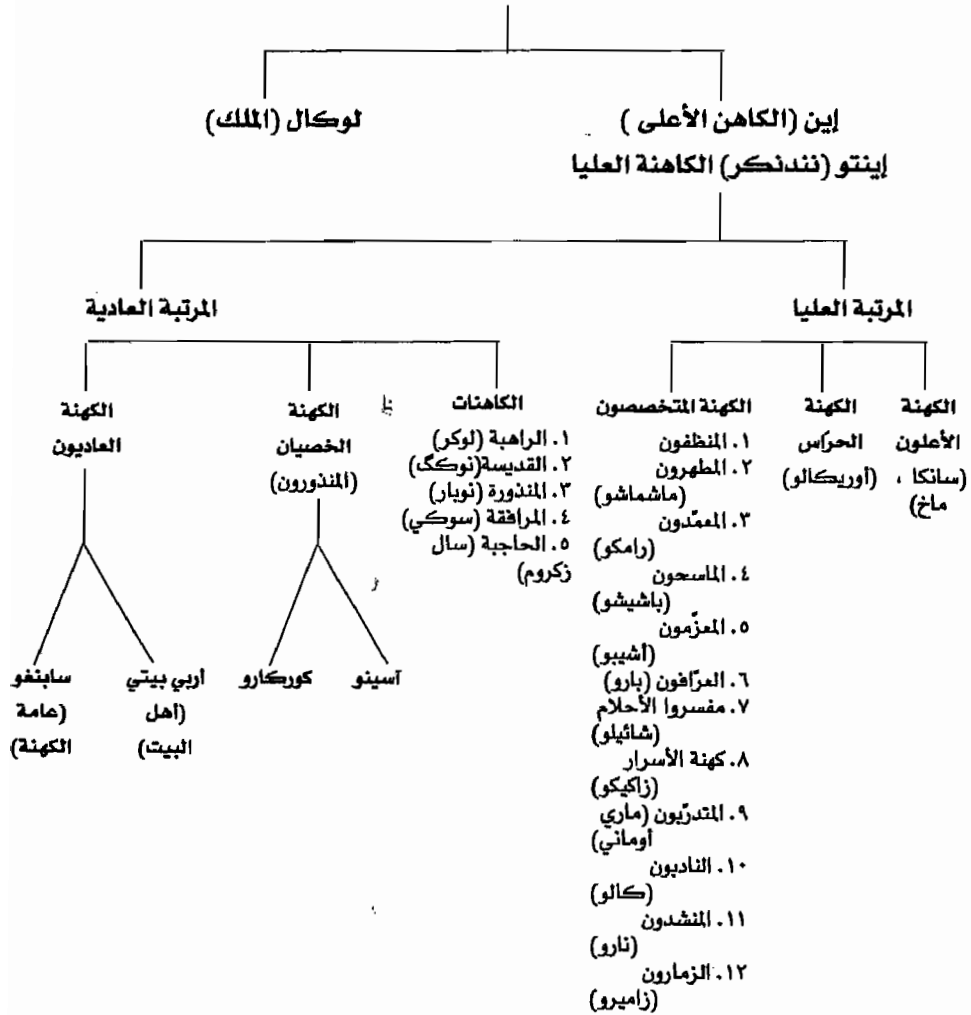 إين (الكاهن الأعلى )
لوكال (الملك)
إينتو (نندنكر) الكاهنة العليا
المرتبة العليا
المرتبة العادية
الكهنة
الأعلون
(سانكا ،
ماخ)
الكهنة
الحراس
(أوريكالو)
الكهنة المتخصصون
١. المنظفون
٢. المطهرون
(ماشماشو)
٣. المعمّدون
(رامكو)
٤. الماسحون
(باشيشو)
٥. المعزّمون
(أشيبو)
٦. العرّافون (بارو)
٧. مفسروا الأحلام
(شائيلو)
٨. كهنة الأسرار
(زاكيكو)
٩. المتدرّبون (ماري
أوماني)
١٠. النادبون
(كالو)
١١. المنشدون
(نارو)
١٢. الزمارون
(زاميرو)
الكاهنات
١. الراهبة (لوكر)
٢. القديسة(نوكگ)
٣. المنذورة (نوبار)
٤. المرافقة (سوكي)
٥. الحاجبة (سال
زكروم)
الكهنة
الخصيان
(المنذورون)
آسينو
كوركارو
الكهنة
العاديون
أربي بيتي
(أهل
البيت)
سابنغو
(عامة
الكهنة)